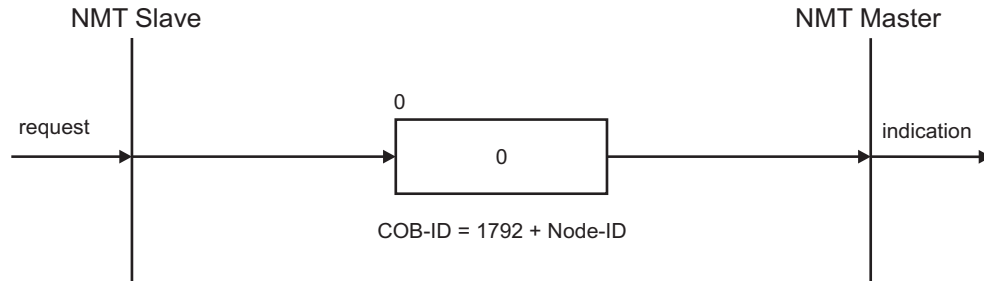 NMT Slave
NMT Master
0
request
indication
0
COB-ID = 1792 + Node-ID